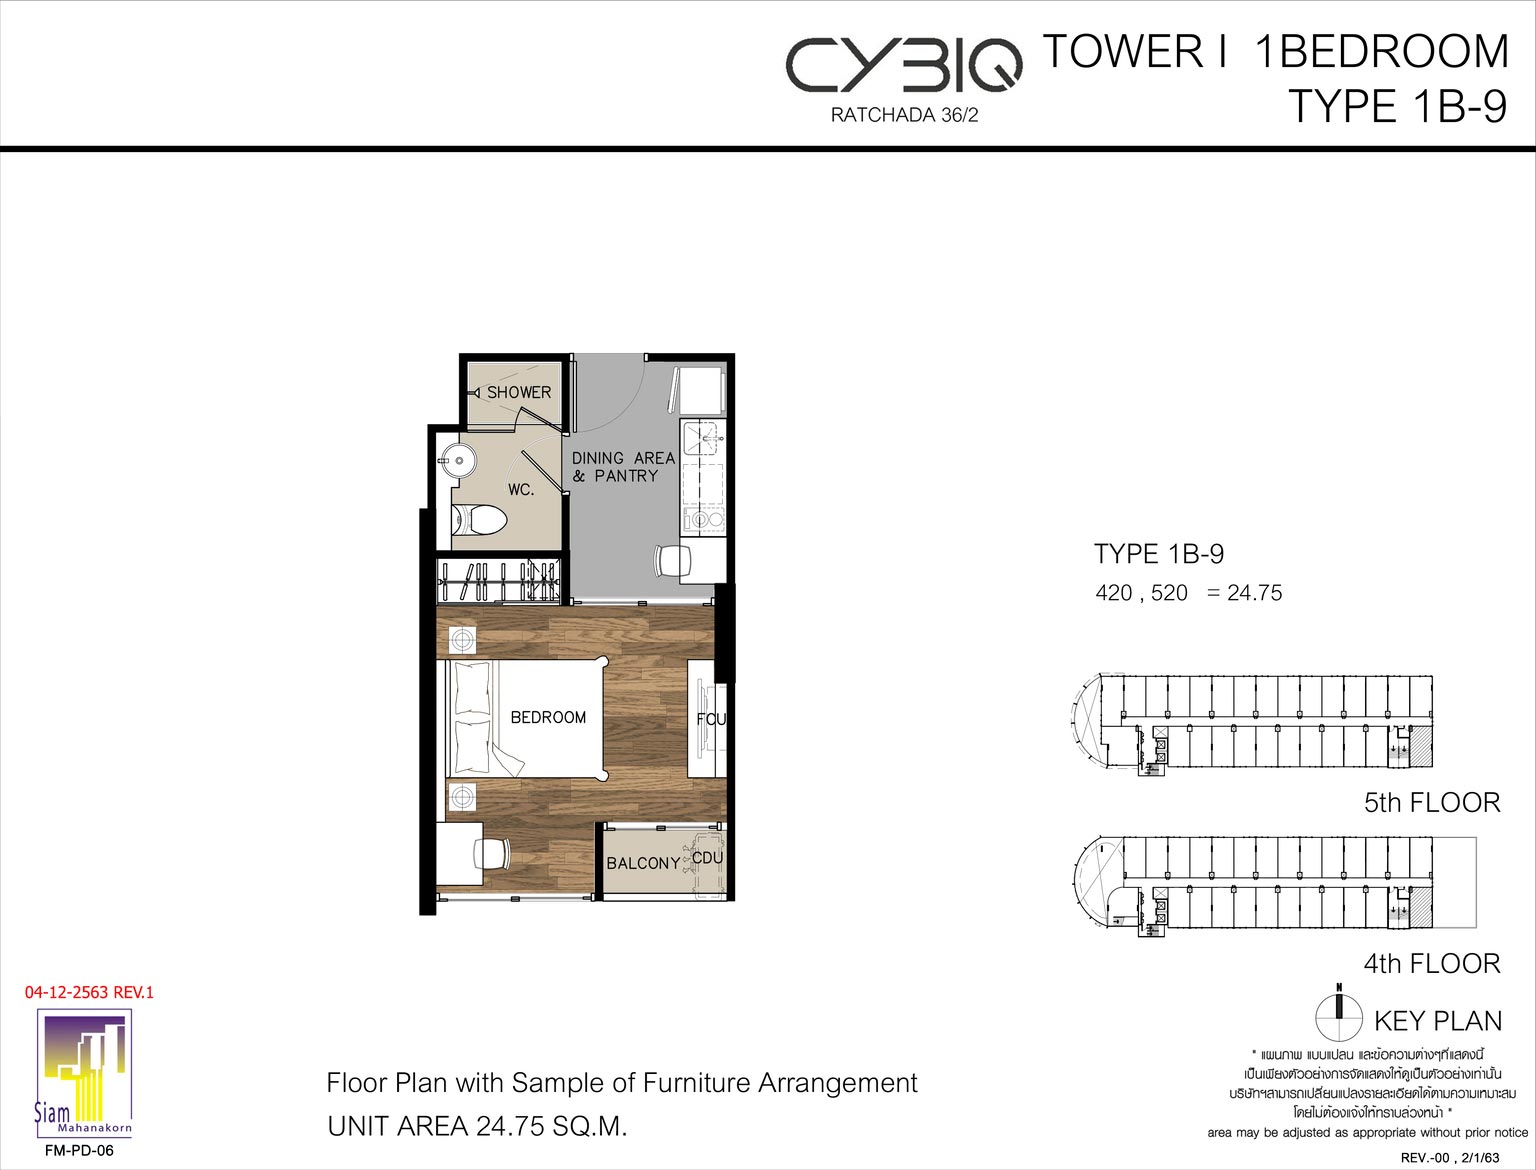 CYBIQ
RATCHADA 36/2
TOWER I 1BEDROOM
TYPE 1B-9
SHOWER
DINING AREA
& PANTRY
WC.
BEDROOM
FCU
BALCONY
CDU
TYPE 1B-9
420 , 520 = 24.75
5th FLOOR
4th FLOOR
N
KEY PLAN
* แผนภาพ แบบแปลน และข้อความต่างๆที่แสดงนี้
เป็นเพียงตัวอย่างการจัดแสดงให้ดูเป็นตัวอย่างเท่านั้น
บริษัทฯสามารถเปลี่ยนแปลงรายละเอียดได้ตามความเหมาะสม
โดยไม่ต้องแจ้งให้ทราบล่วงหน้า *
area may be adjusted as appropriate without prior notice
REV.-00 , 2/1/63
04-12-2563 REV.1
Siam
Mahanakorn
FM-PD-06
Floor Plan with Sample of Furniture Arrangement
UNIT AREA 24.75 SQ.M.